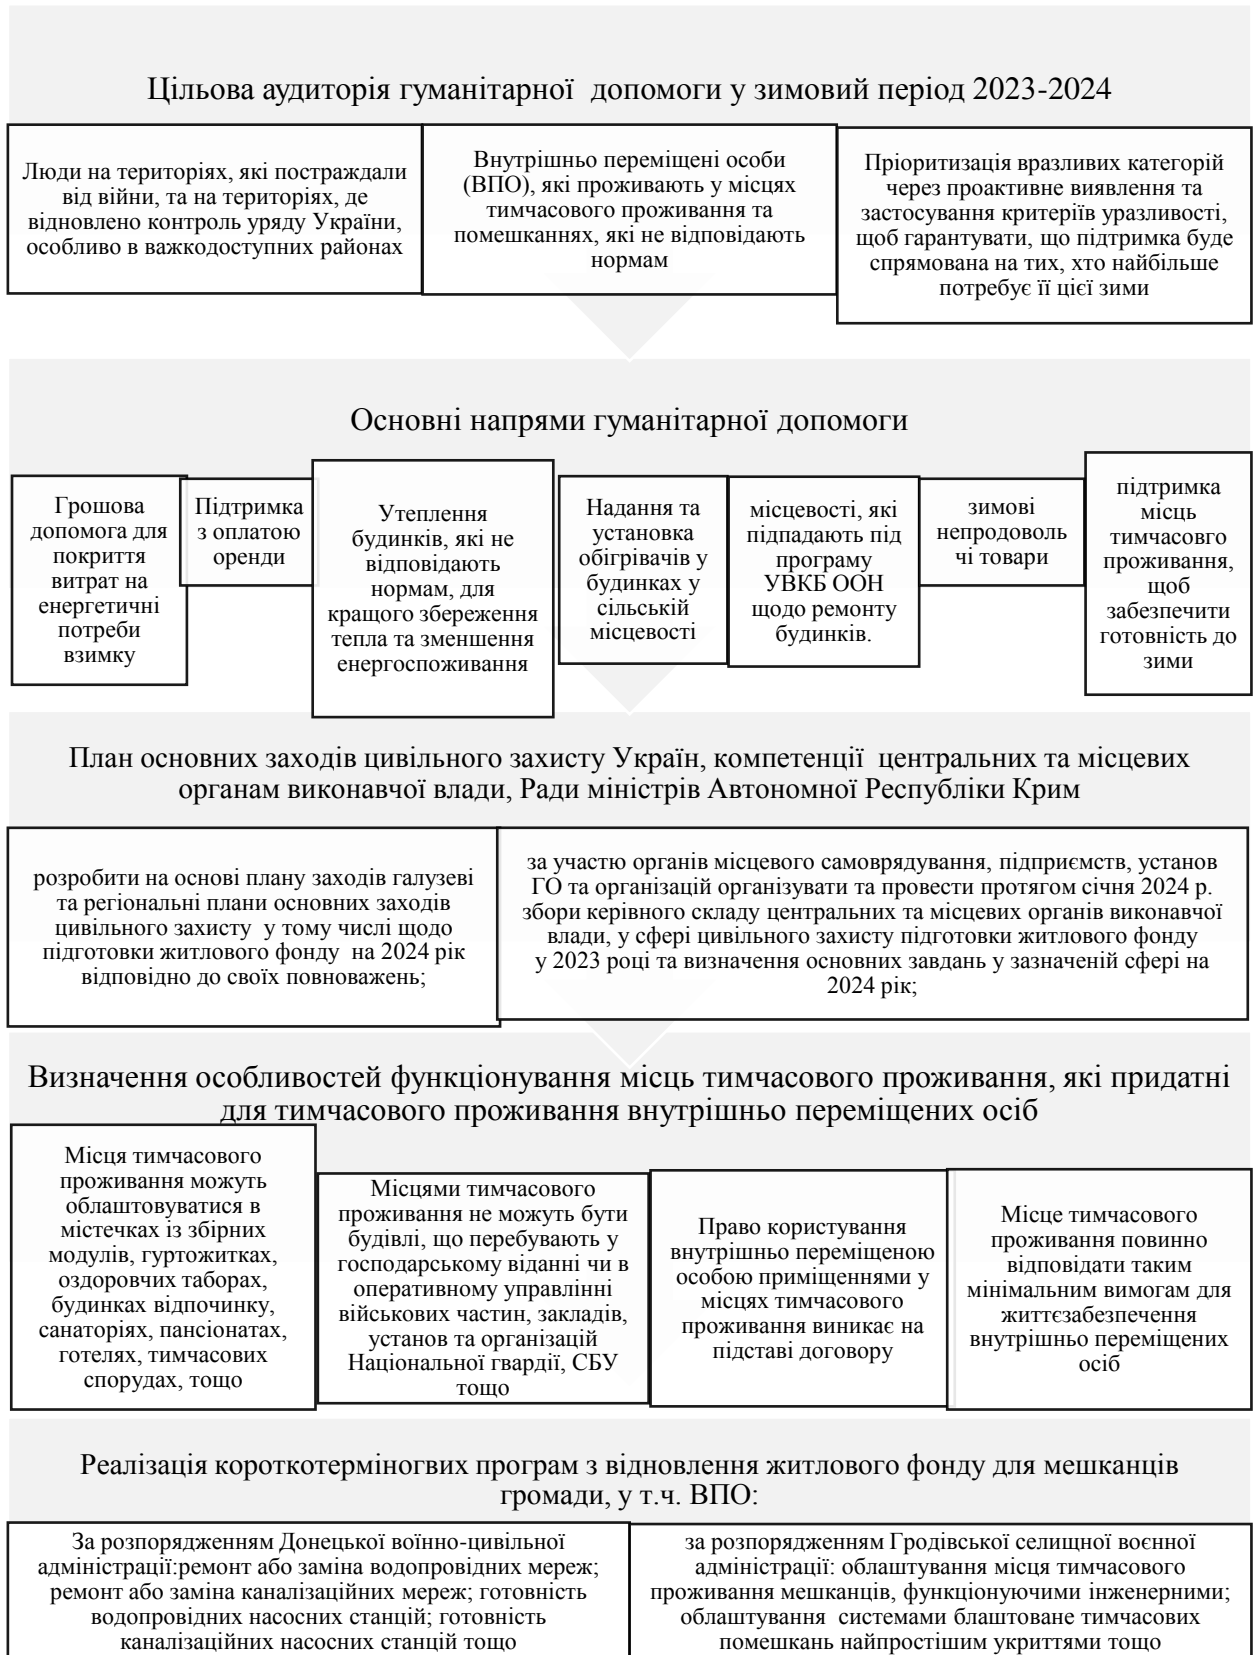 Цільова аудиторія гуманітарної допомоги у зимовий період 2023-2024
Люди на територіях, які постраждали
від війни, та на територіях, де
відновлено контроль уряду України,
особливо в важкодоступних районах
Внутрішньо переміщені особи
(ВПО), які проживають у місцях
тимчасового проживання та
помешканнях, які не відповідають
нормам
Пріоритизація вразливих категорій
через проактивне виявлення та
застосування критеріїв уразливості,
щоб гарантувати, що підтримка буде
спрямована на тих, хто найбільше
потребує її цієї зими
Основні напрями гуманітарної допомоги
Грошова
допомога для
покриття
витрат на
енергетичні
потреби
взимку
Підтримка
з оплатою
оренди
Утеплення
будинків, які не
відповідають
нормам, для
кращого збереження
тепла та зменшення
енергоспоживання
Надання та
установка
обігрівачів у
будинках у
сільській
місцевості
місцевості, які
підпадають під
програму
УВКБ ООН
щодо ремонту
будинків.
зимові
непродоволь
чі товари
підтримка
місць
тимчасовго
проживання,
щоб
забезпечити
готовність до
зими
План основних заходів цивільного захисту Україн, компетенції центральних та місцевих
органам виконавчої влади, Ради міністрів Автономної Республіки Крим
розробити на основі плану заходів галузеві
та регіональні плани основних заходів
цивільного захисту у тому числі щодо
підготовки житлового фонду на 2024 рік
відповідно до своїх повноважень;
за участю органів місцевого самоврядування, підприємств, установ
ГО та організацій організувати та провести протягом січня 2024 р.
збори керівного складу центральних та місцевих органів виконавчої
влади, у сфері цивільного захисту підготовки житлового фонду
у 2023 році та визначення основних завдань у зазначеній сфері на
2024 рік;
Визначення особливостей функціонування місць тимчасового проживання, які придатні
для тимчасового проживання внутрішньо переміщених осіб
Місця тимчасового
проживання можуть
облаштовуватися в
містечках із збірних
модулів, гуртожитках,
оздоровчих таборах,
будинках відпочинку,
санаторіях, пансіонатах,
готелях, тимчасових
спорудах, тощо
Місцями тимчасового
проживання не можуть бути
будівлі, що перебувають у
господарському віданні чи в
оперативному управлінні
військових частин, закладів,
установ та організацій
Національної гвардії, СБУ
тощо
Право користування
внутрішньо переміщеною
особою приміщеннями у
місцях тимчасового
проживання виникає на
підставі договору
Місце тимчасового
проживання повинно
відповідати таким
мінімальним вимогам для
життєзабезпечення
внутрішньо переміщених
осіб
Реалізація короткотерміногвих програм з відновлення житлового фонду для мешканців
громади, у т.ч. ВПО:
За розпорядженням Донецької воїнно-цивільної
адміністрації:ремонт або заміна водопровідних мереж;
ремонт або заміна каналізаційних мереж; готовність
водопровідних насосних станцій; готовність
каналізаційних насосних станцій тощо
за розпорядженням Гродівської селищної воєнної
адміністрації: облаштування місця тимчасового
проживання мешканців, функціонуючими інженерними;
облаштування системами блаштоване тимчасових
помешкань найпростішим укриттями тощо